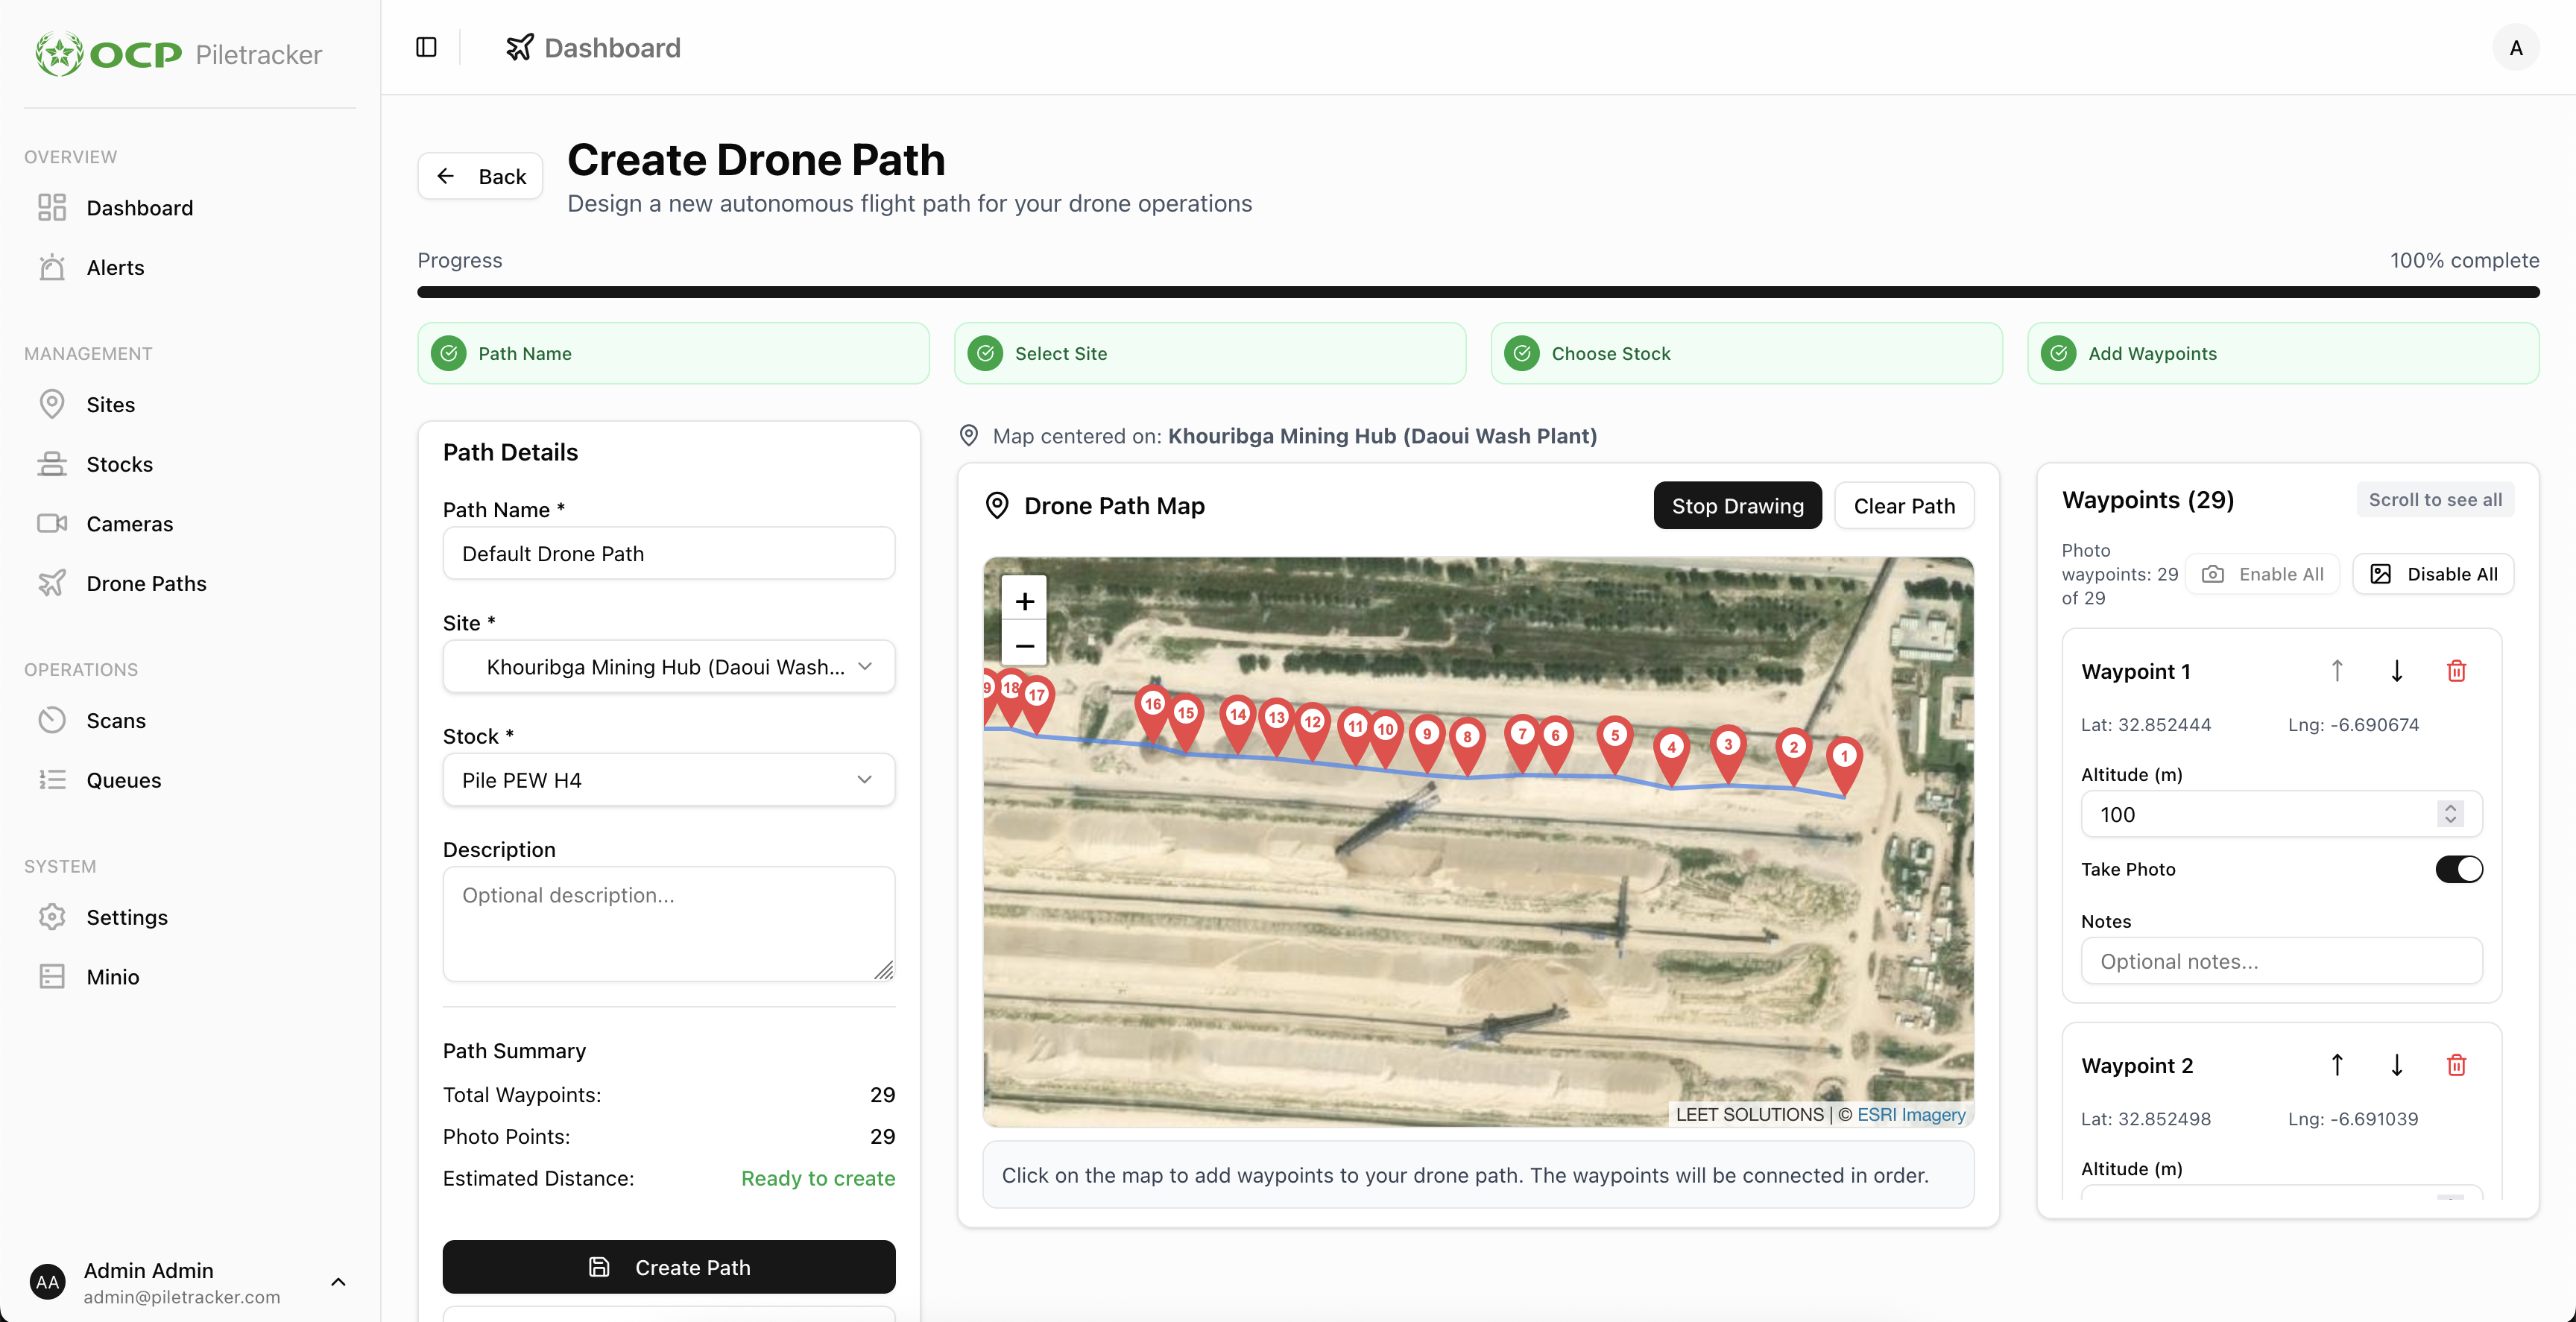 OCP Piletracker
OVERVIEW
Dashboard
Alerts
MANAGEMENT
Sites
Stocks
Cameras
Drone Paths
OPERATIONS
Scans
Queues
SYSTEM
Settings
Minio
AA
Admin Admin
admin@piletracker.com
Dashboard
A
Back
Create Drone Path
Design a new autonomous flight path for your drone operations
Progress
100% complete
Path Name
Select Site
Choose Stock
Add Waypoints
Path Details
Path Name *
Default Drone Path
Site *
Khouribga Mining Hub (Daoui Wash...
Stock *
Pile PEW H4
Description
Optional description...
Path Summary
Total Waypoints: 29
Photo Points: 29
Estimated Distance: Ready to create
Create Path
Map centered on: Khouribga Mining Hub (Daoui Wash Plant)
Drone Path Map
Stop Drawing
Clear Path
+
−
9 18 17 16 15 14 13 12 11 10 9 8 7 6 5 4 3 2 1
LEET SOLUTIONS | © ESRI Imagery
Click on the map to add waypoints to your drone path. The waypoints will be connected in order.
Waypoints (29)
Scroll to see all
Photo
waypoints: 29
of 29
Enable All
Disable All
Waypoint 1
Lat: 32.852444
Lng: -6.690674
Altitude (m)
100
Take Photo
Notes
Optional notes...
Waypoint 2
Lat: 32.852498
Lng: -6.691039
Altitude (m)